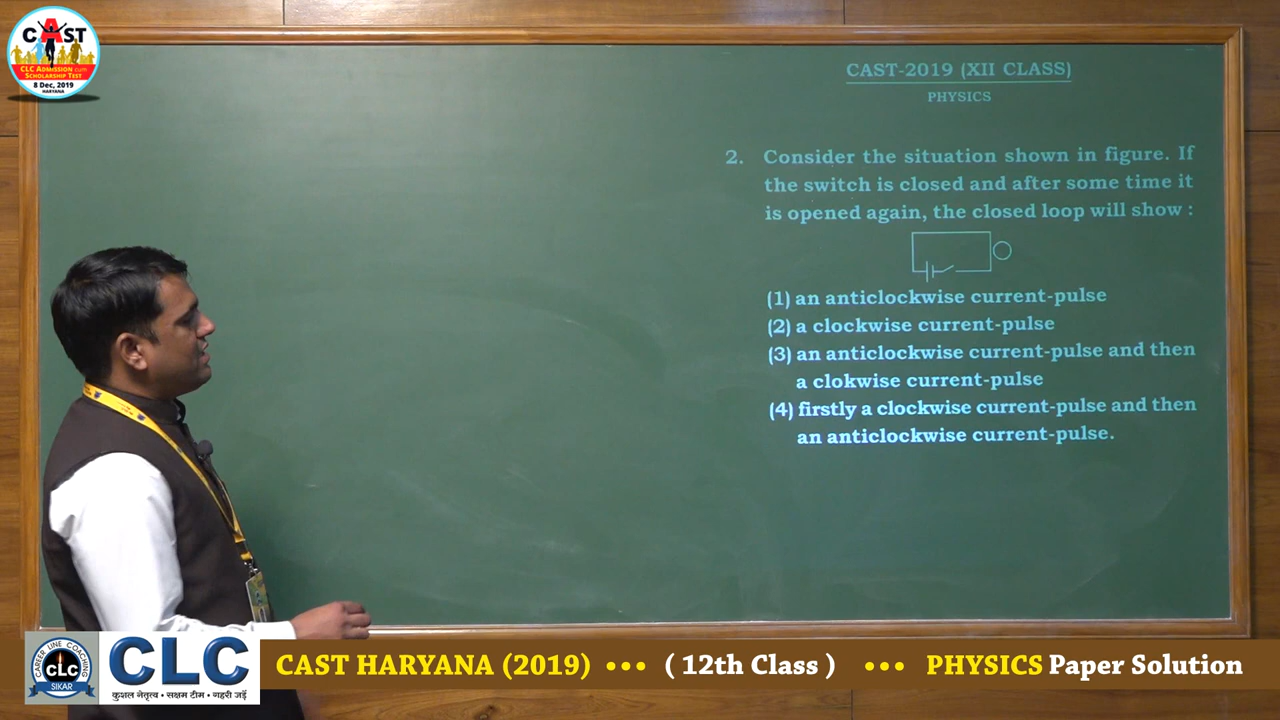 CAST
CLC ADMISSION cum
SCHOLARSHIP TEST
8 Dec, 2019
HARYANA
CAST-2019 (XII CLASS)
PHYSICS
2. Consider the situation shown in figure. If
the switch is closed and after some time it
is opened again, the closed loop will show :
(1) an anticlockwise current-pulse
(2) a clockwise current-pulse
(3) an anticlockwise current-pulse and then
a clokwise current-pulse
(4) firstly a clockwise current-pulse and then
an anticlockwise current-pulse.
CAREER LINE COACHING
CLC
SIKAR
CLC
कुशल नेतृत्व • सक्षम टीम • गहरी जड़ें
CAST HARYANA (2019) ••• ( 12th Class ) ••• PHYSICS Paper Solution